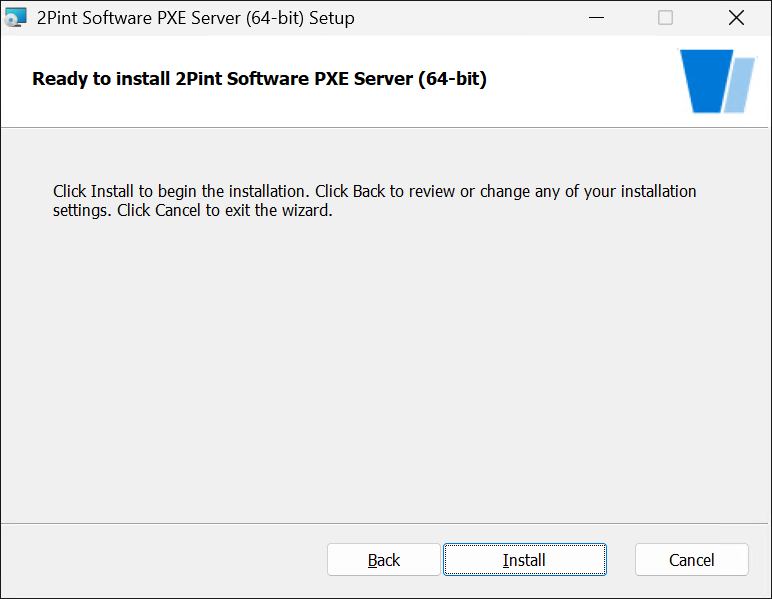 2Pint Software PXE Server (64-bit) Setup
Ready to install 2Pint Software PXE Server (64-bit)
Click Install to begin the installation. Click Back to review or change any of your installation
settings. Click Cancel to exit the wizard.
Back
Install
Cancel